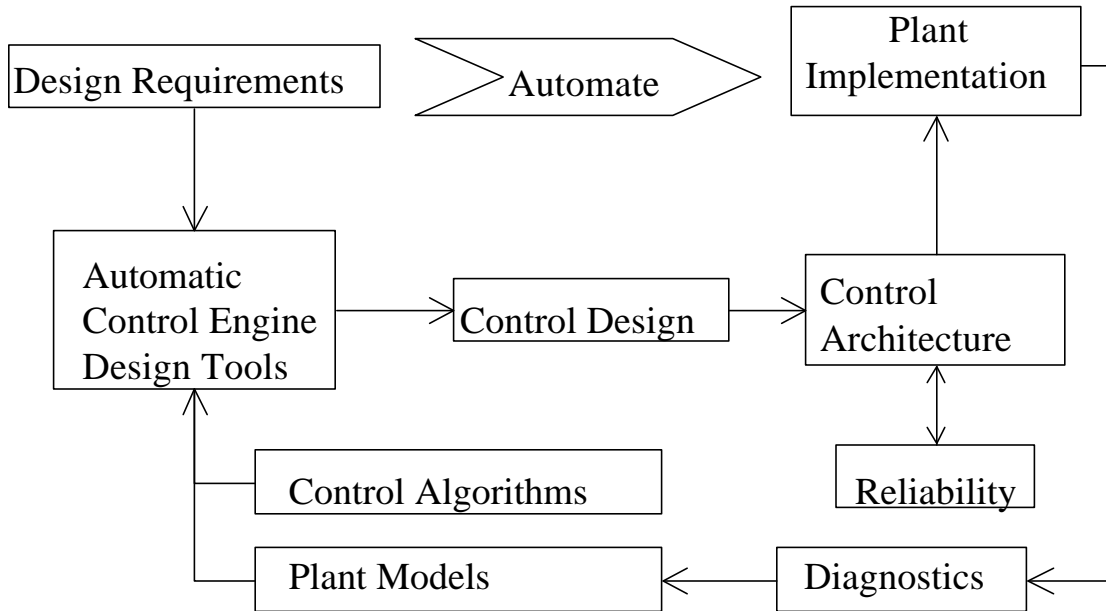 Design Requirements
Automate
Plant
Implementation
Automatic
Control Engine
Design Tools
Control Design
Control
Architecture
Control Algorithms
Reliability
Plant Models
Diagnostics